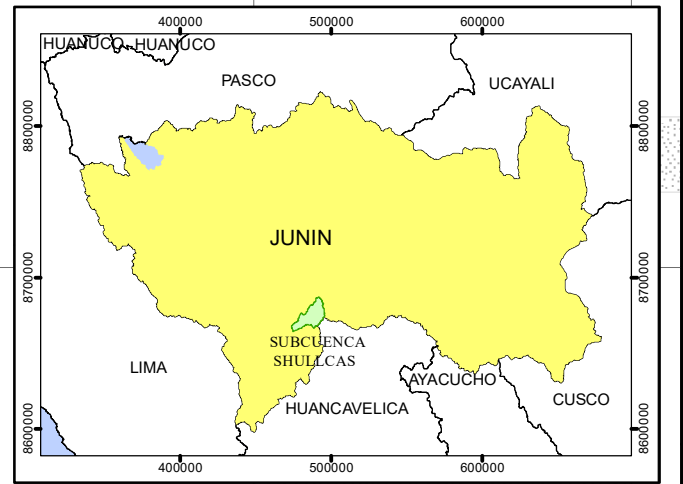 400000 500000 600000
HUANUCO HUANUCO
PASCO
UCAYALI
8800000 8800000
JUNIN
8700000 8700000
SUBCUENCA
SHULLCAS
LIMA
AYACUCHO
CUSCO
HUANCAVELICA
8600000 8600000
400000 500000 600000